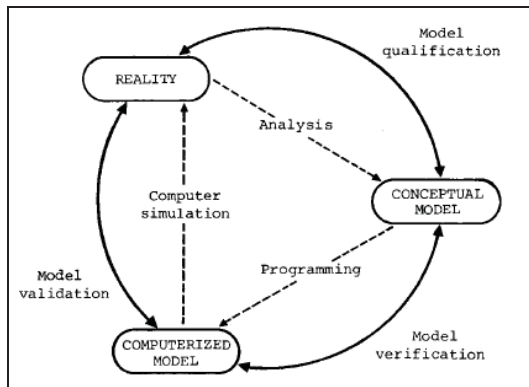 Model
qualification
REALITY
Analysis
Computer
simulation
CONCEPTUAL
MODEL
Programming
Model
validation
COMPUTERIZED
MODEL
Model
verification